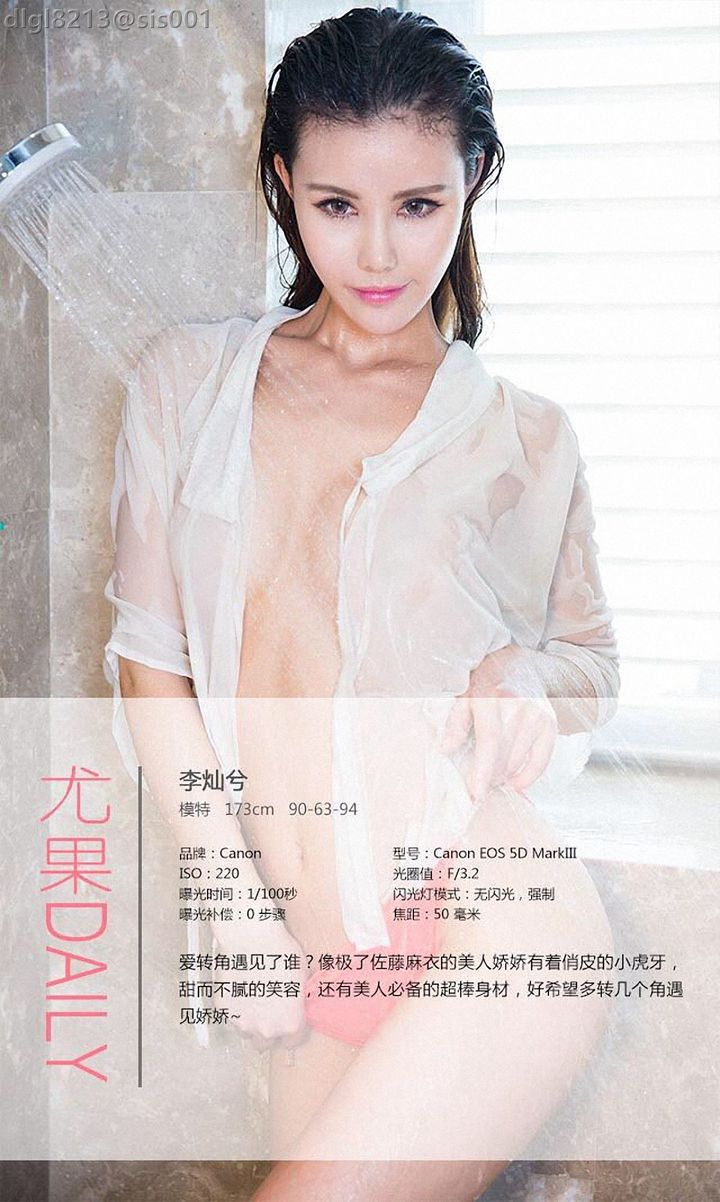 dlgl8213@sis001
尤果DAILY
李灿兮
模特 173cm 90-63-94
品牌：Canon 型号：Canon EOS 5D MarkIII
ISO：220 光圈值：F/3.2
曝光时间：1/100秒 闪光灯模式：无闪光，强制
曝光补偿：0 步骤 焦距：50 毫米
爱转角遇见了谁？像极了佐藤麻衣的美人娇娇有着俏皮的小虎牙，
甜而不腻的笑容，还有美人必备的超棒身材，好希望多转几个角遇
见娇娇~